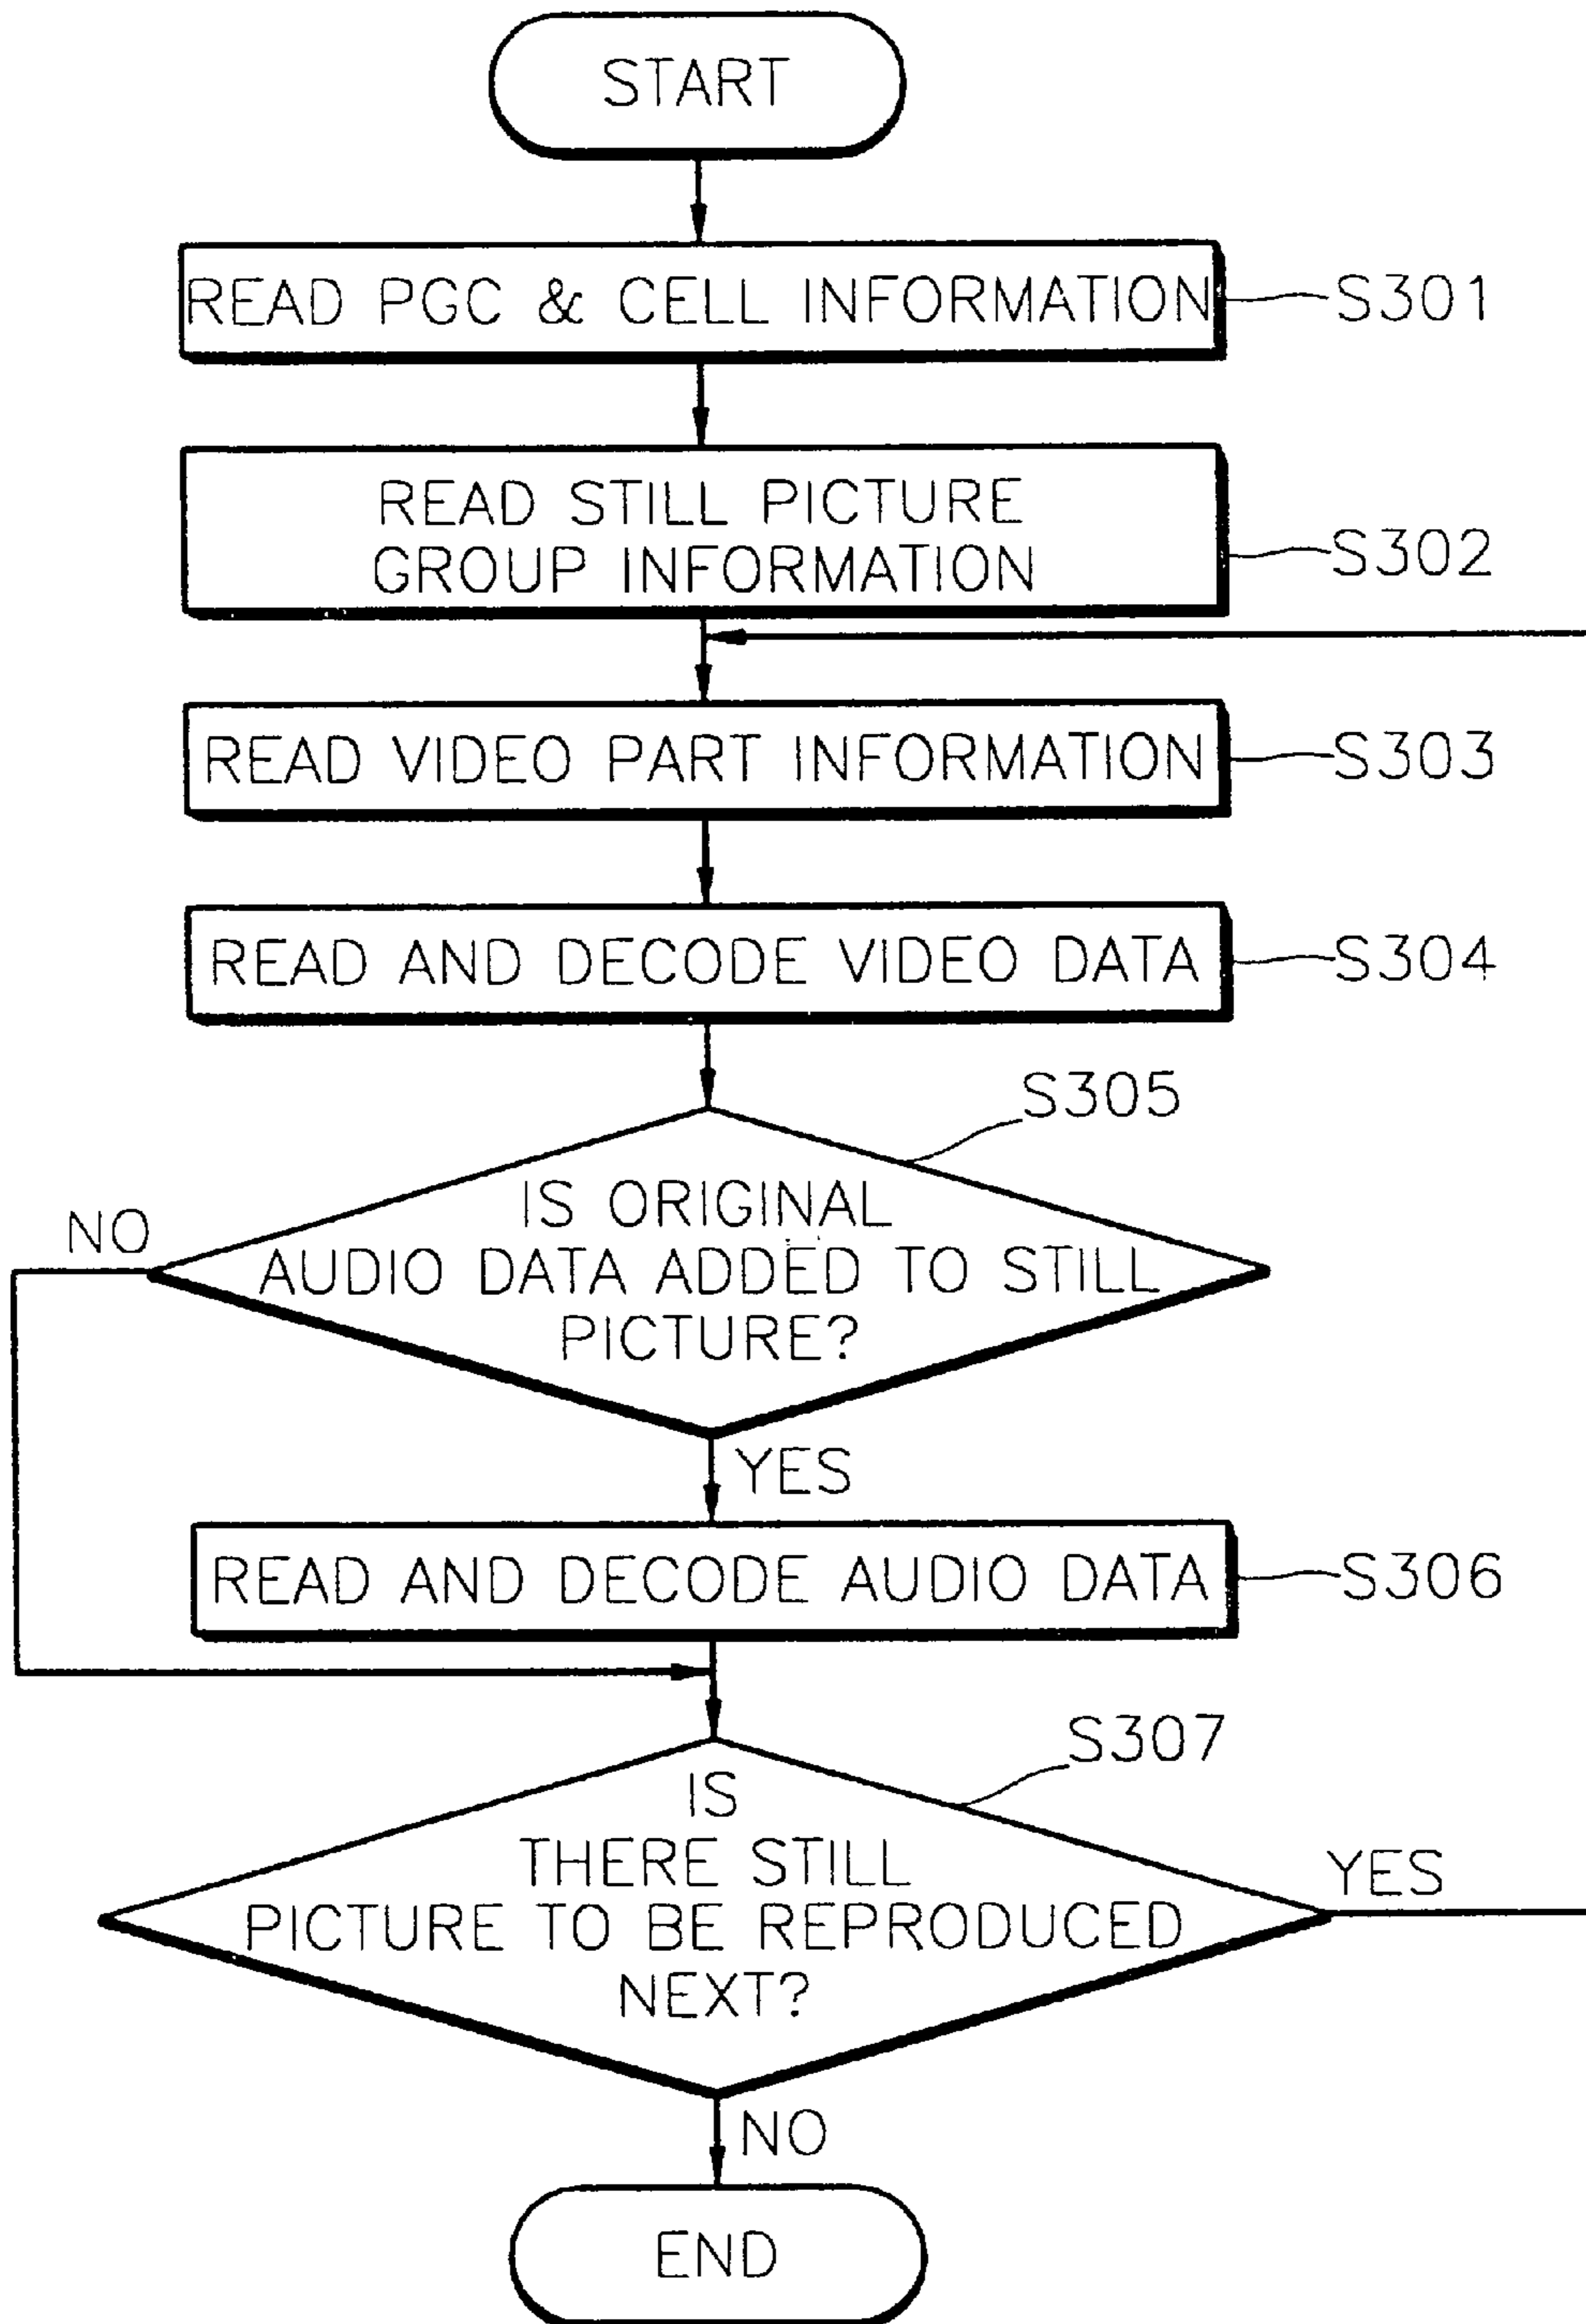 START
READ PGC & CELL INFORMATION
S301
READ STILL PICTURE
GROUP INFORMATION
S302
READ VIDEO PART INFORMATION
S303
READ AND DECODE VIDEO DATA
S304
S305
IS ORIGINAL
AUDIO DATA ADDED TO STILL
PICTURE?
NO
YES
READ AND DECODE AUDIO DATA
S306
S307
IS
THERE STILL
PICTURE TO BE REPRODUCED
NEXT?
YES
NO
END